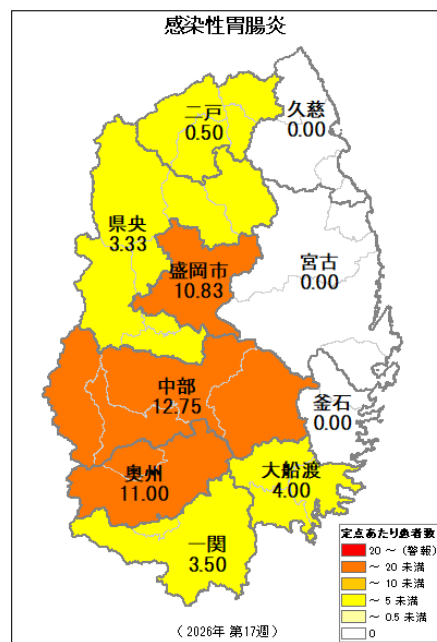 感染性胃腸炎
久慈
0.00
二戸
0.50
県央
3.33
盛岡市
10.83
宮古
0.00
中部
12.75
釜石
0.00
奥州
11.00
大船渡
4.00
一関
3.50
定点あたり患者数
20 ～ (警報)
～ 20 未満
～ 10 未満
～ 5 未満
～ 0.5 未満
0
（ 2026年 第17週 ）